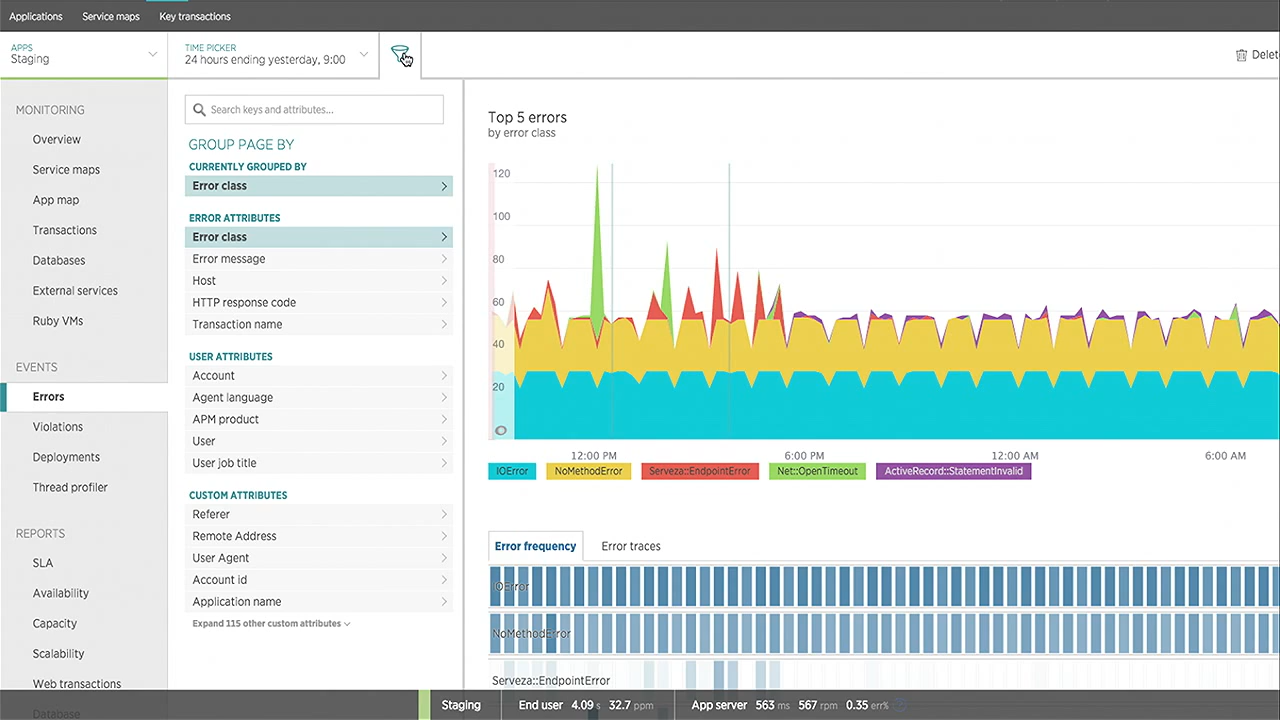 Applications Service maps Key transactions
APPS
Staging
TIME PICKER
24 hours ending yesterday, 9:00
Delet
MONITORING
Overview
Service maps
App map
Transactions
Databases
External services
Ruby VMs
EVENTS
Errors
Violations
Deployments
Thread profiler
REPORTS
SLA
Availability
Capacity
Scalability
Web transactions
Database
Search keys and attributes...
GROUP PAGE BY
CURRENTLY GROUPED BY
Error class
ERROR ATTRIBUTES
Error class
Error message
Host
HTTP response code
Transaction name
USER ATTRIBUTES
Account
Agent language
APM product
User
User job title
CUSTOM ATTRIBUTES
Referer
Remote Address
User Agent
Account id
Application name
Expand 115 other custom attributes
Top 5 errors
by error class
120
100
80
60
40
20
12:00 PM 6:00 PM 12:00 AM 6:00 AM
IOError NoMethodError Serveza::EndpointError Net::OpenTimeout ActiveRecord::StatementInvalid
Error frequency Error traces
IOError
NoMethodError
Serveza::EndpointError
Staging End user 4.09 s 32.7 ppm App server 563 ms 567 rpm 0.35 err%